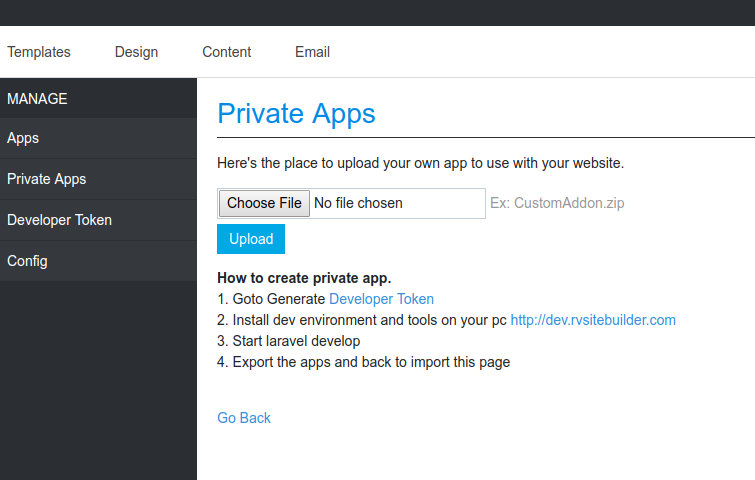 Templates Design Content Email
MANAGE
Apps
Private Apps
Developer Token
Config
Private Apps
Here's the place to upload your own app to use with your website.
Choose File No file chosen Ex: CustomAddon.zip
Upload
How to create private app.
1. Goto Generate Developer Token
2. Install dev environment and tools on your pc http://dev.rvsitebuilder.com
3. Start laravel develop
4. Export the apps and back to import this page
Go Back